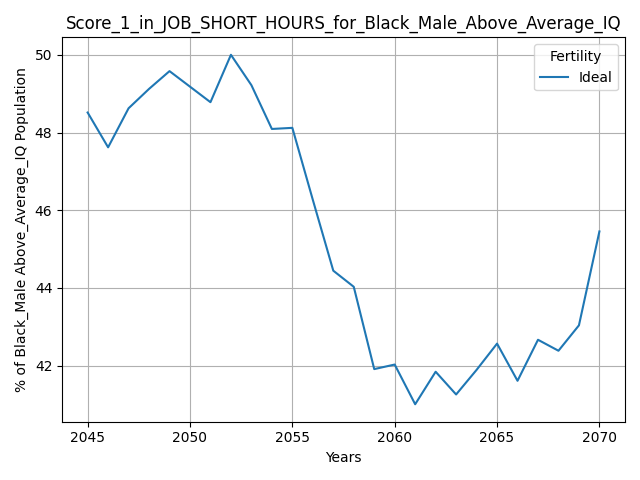 Score_1_in_JOB_SHORT_HOURS_for_Black_Male_Above_Average_IQ
Fertility
Ideal
% of Black_Male Above_Average_IQ Population
50
48
46
44
42
2045 2050 2055 2060 2065 2070
Years